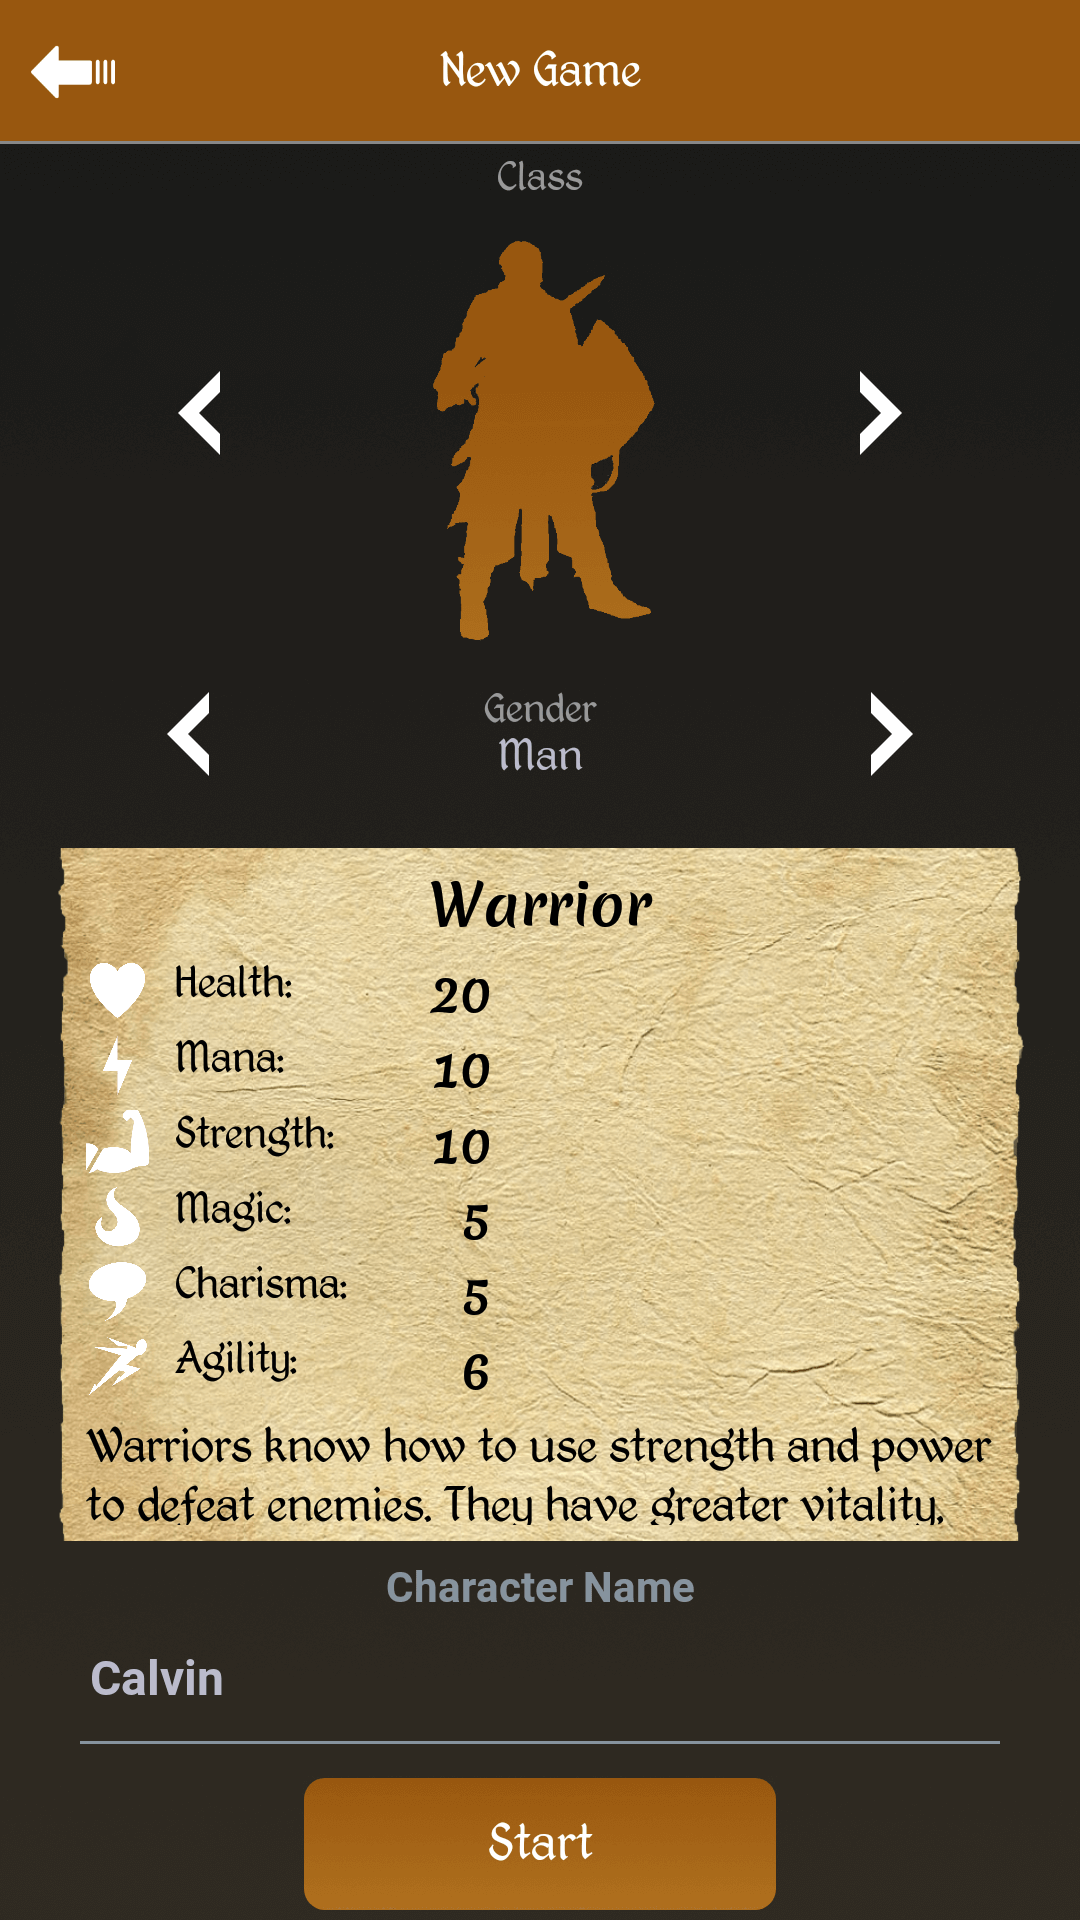 New Game
Class
Gender
Man
Warrior
Health: 20
Mana: 10
Strength: 10
Magic: 5
Charisma: 5
Agility: 6
Warriors know how to use strength and power
to defeat enemies. They have greater vitality,
Character Name
Calvin
Start